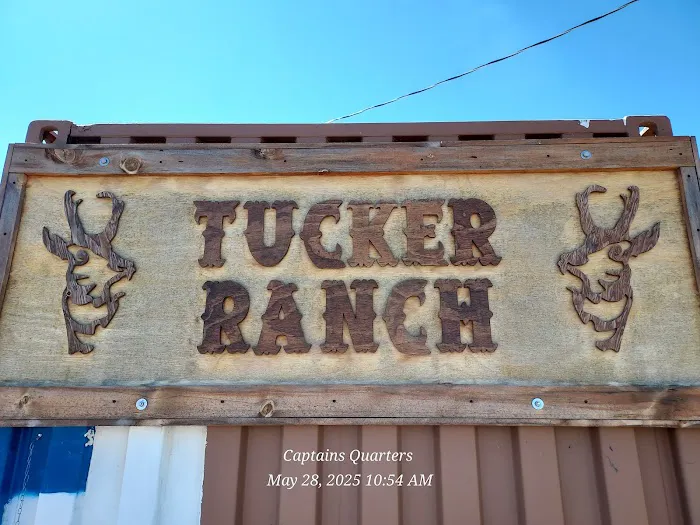 TUCKER
RANCH
Captains Quarters
May 28, 2025 10:54 AM